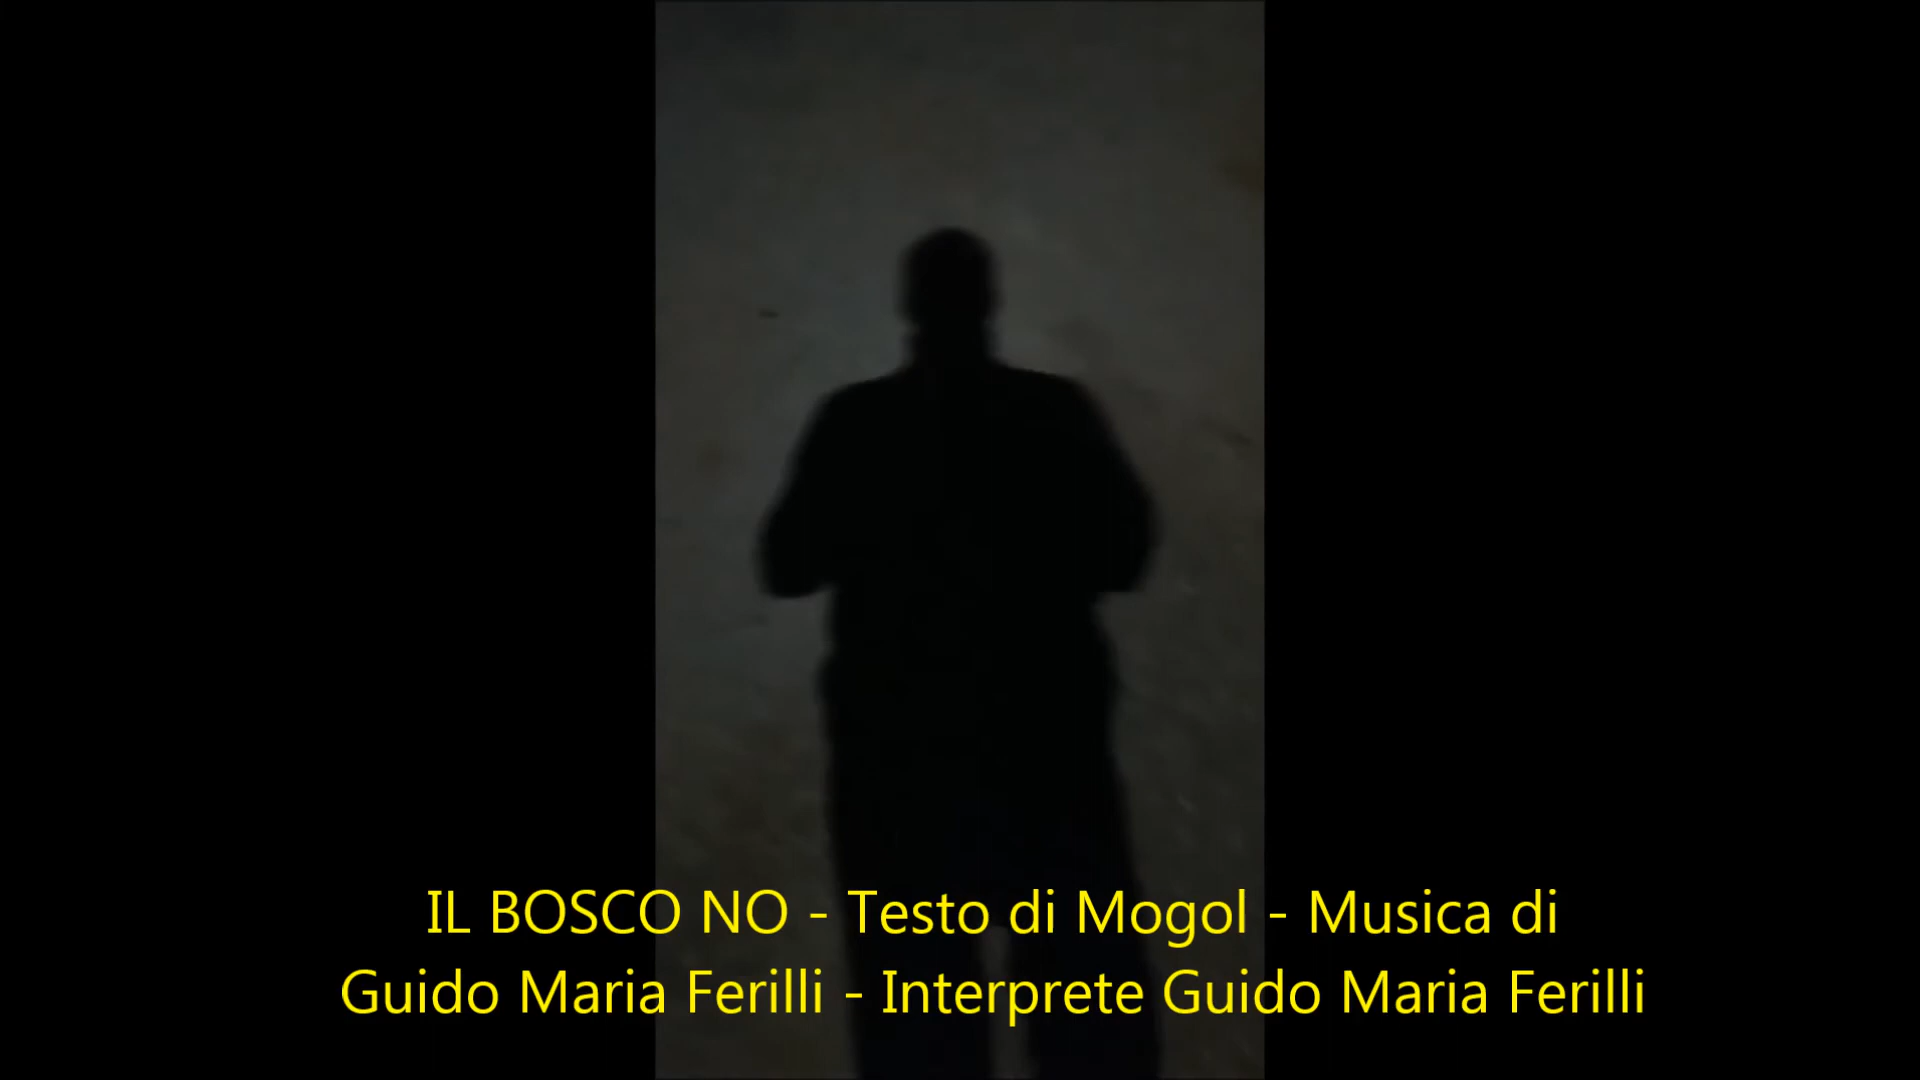 IL BOSCO NO - Testo di Mogol - Musica di
Guido Maria Ferilli - Interprete Guido Maria Ferilli